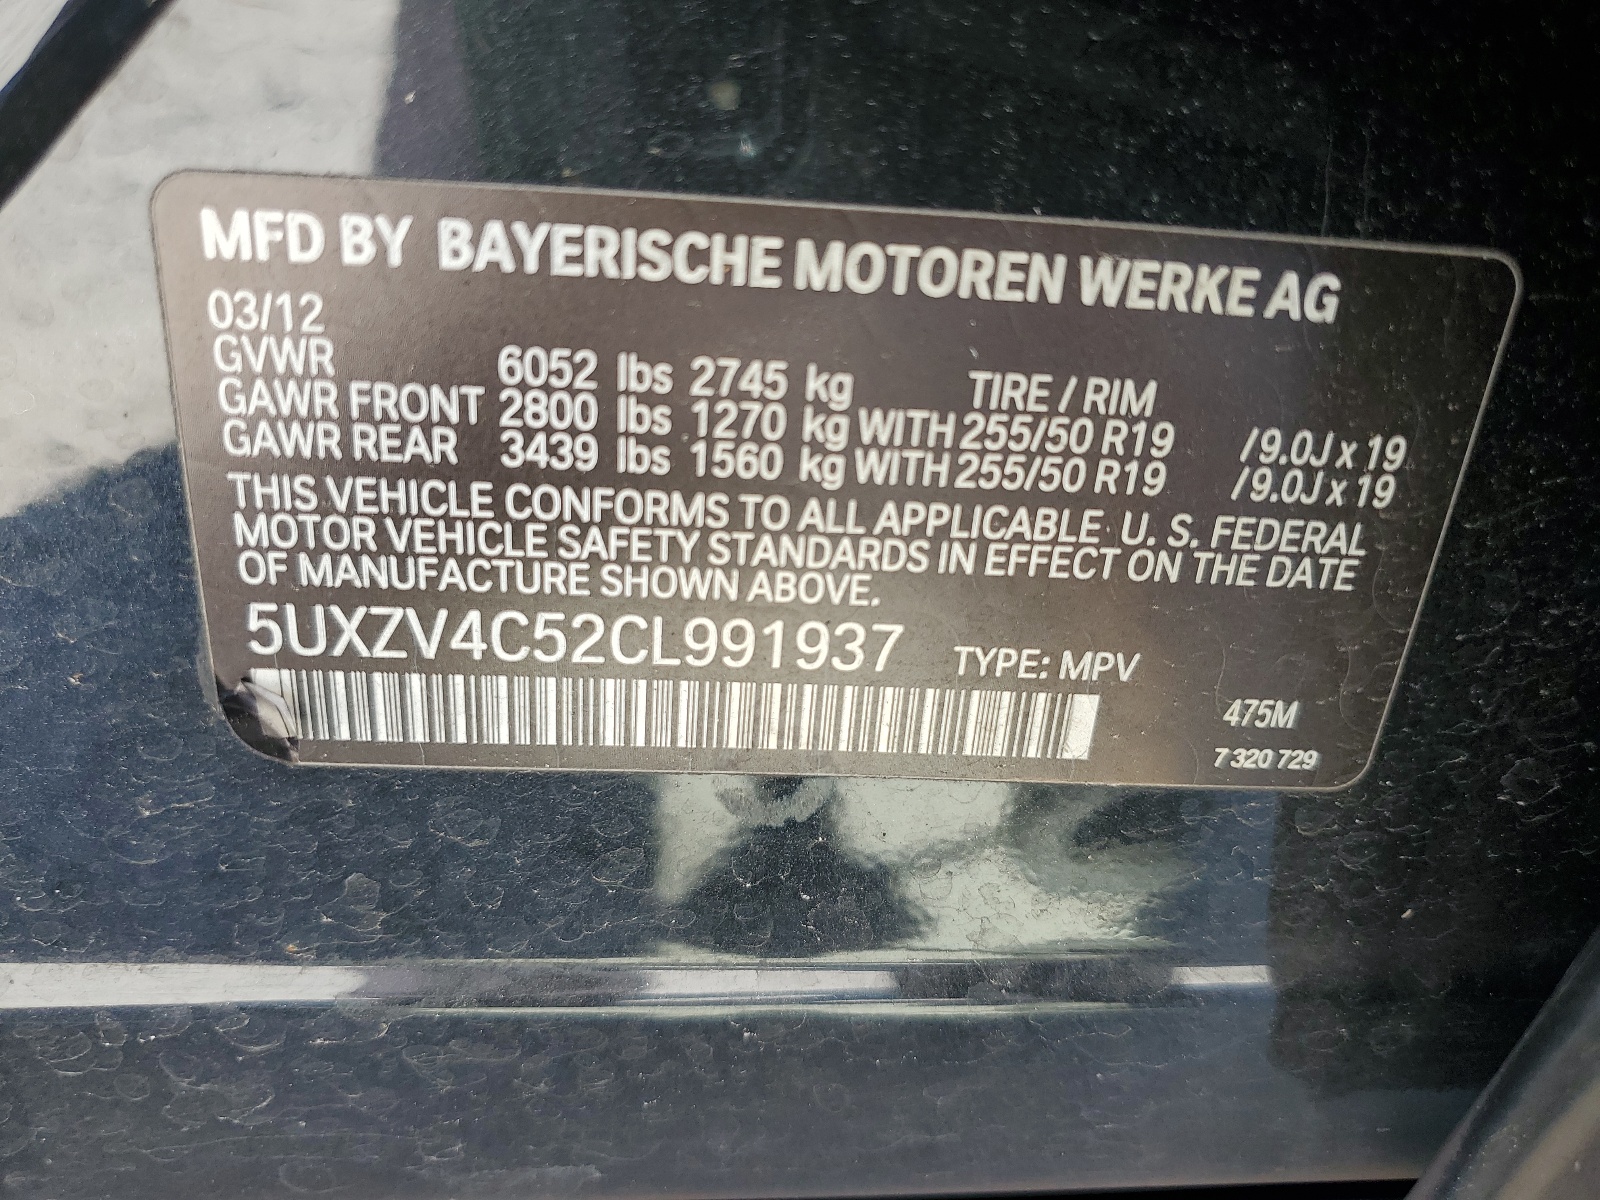 MFD BY BAYERISCHE MOTOREN WERKE AG
03/12
GVWR 6052 lbs 2745 kg TIRE / RIM
GAWR FRONT 2800 lbs 1270 kg WITH 255/50 R19 /9.0J x 19
GAWR REAR 3439 lbs 1560 kg WITH 255/50 R19 /9.0J x 19
THIS VEHICLE CONFORMS TO ALL APPLICABLE U. S. FEDERAL
MOTOR VEHICLE SAFETY STANDARDS IN EFFECT ON THE DATE
OF MANUFACTURE SHOWN ABOVE.
5UXZV4C52CL991937 TYPE: MPV
475M
7 320 729